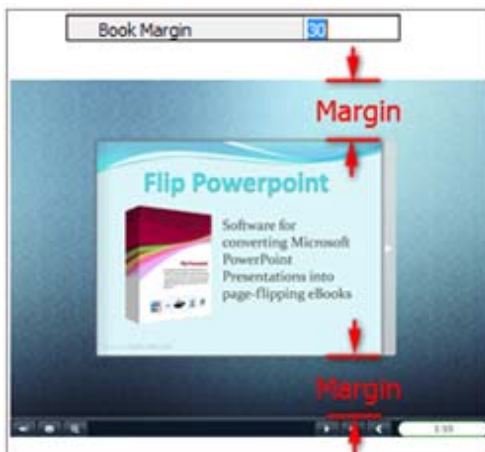 Book Margin 30
Margin
Flip Powerpoint
Software for
converting Microsoft
PowerPoint
Presentations into
page-flipping eBooks
Margin